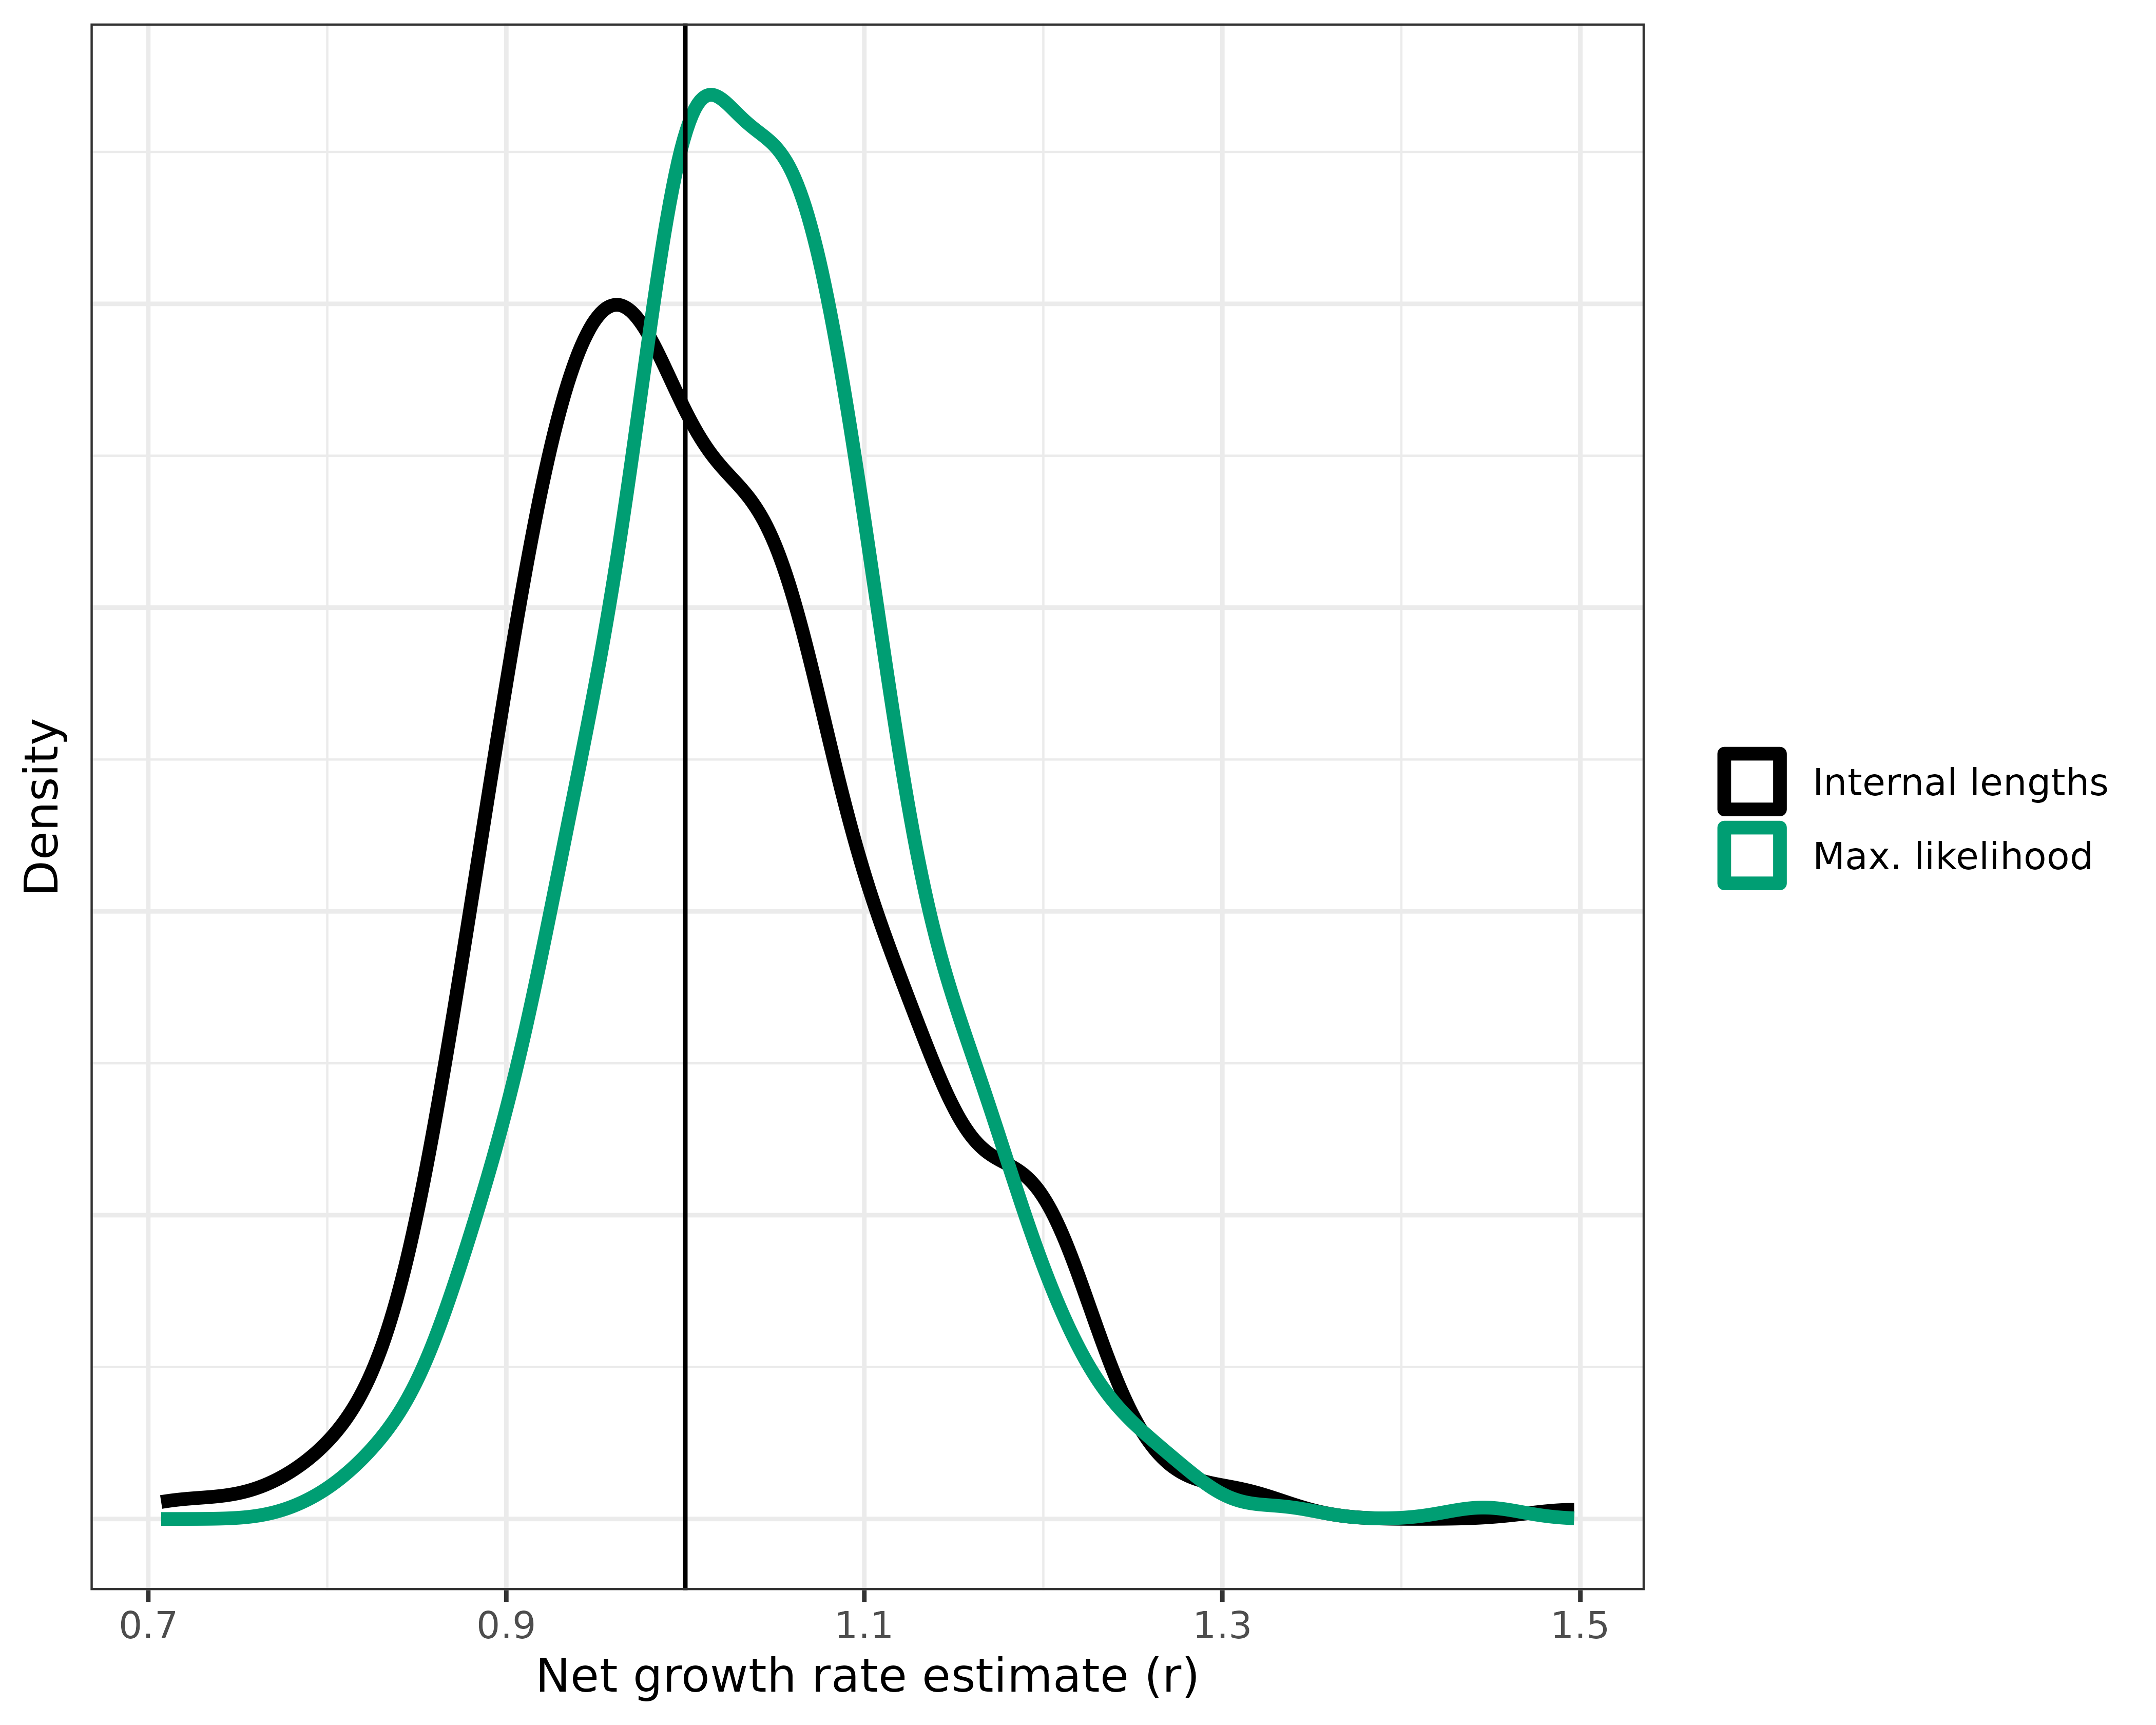 Density
Internal lengths
Max. likelihood
0.7
0.9
1.1
1.3
1.5
Net growth rate estimate (r)